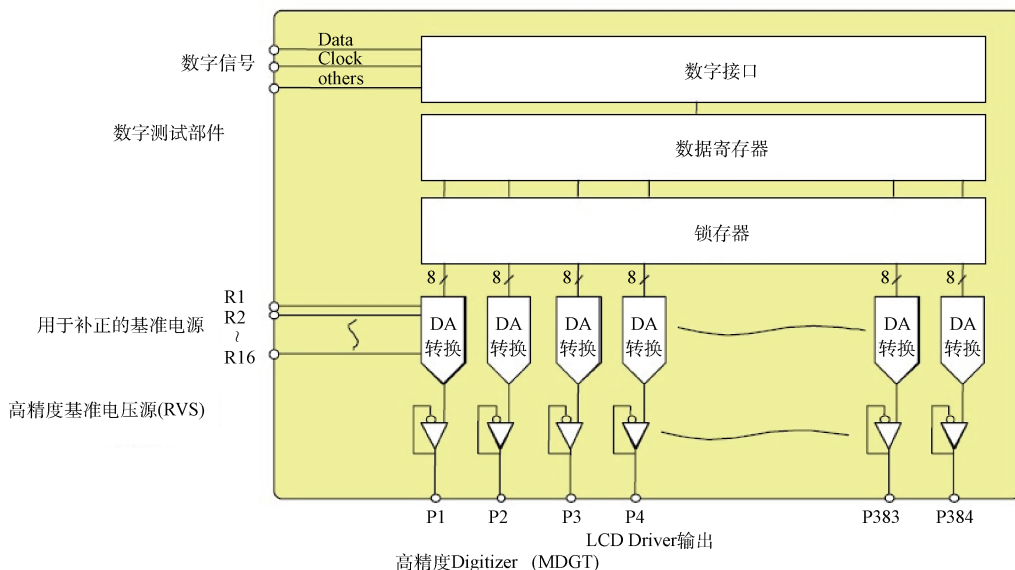 数字信号
Data
Clock
others
数字接口
数字测试部件
数据寄存器
锁存器
8
8
8
8
8
8
用于补正的基准电源
R1
R2
~
R16
DA
转换
DA
转换
DA
转换
DA
转换
DA
转换
DA
转换
高精度基准电压源(RVS)
P1
P2
P3
P4
P383
P384
LCD Driver输出
高精度Digitizer (MDGT)